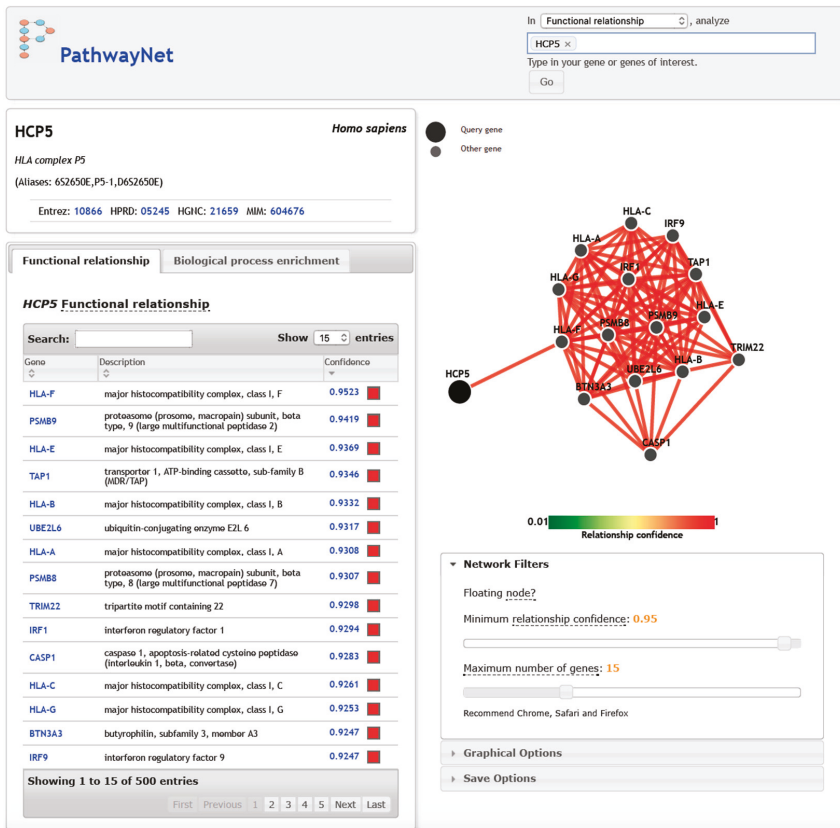 PathwayNet
In Functional relationship , analyze
HCP5 ×
Type in your gene or genes of interest.
Go
HCP5 Homo sapiens
HLA complex P5
(Aliases: 6S2650E,P5-1,D6S2650E)
Entrez: 10866 HPRD: 05245 HGNC: 21659 MIM: 604676
Functional relationship Biological process enrichment
HCP5 Functional relationship
Search: Show 15 entries
Gene Description Confidence
HLA-F major histocompatibility complex, class I, F 0.9523
PSMB9 proteasome (prosome, macropain) subunit, beta
type, 9 (large multifunctional peptidase 2) 0.9419
HLA-E major histocompatibility complex, class I, E 0.9369
TAP1 transporter 1, ATP-binding cassette, sub-family B
(MDR/TAP) 0.9346
HLA-B major histocompatibility complex, class I, B 0.9332
UBE2L6 ubiquitin-conjugating enzyme E2L 6 0.9317
HLA-A major histocompatibility complex, class I, A 0.9308
PSMB8 proteasome (prosome, macropain) subunit, beta
type, 8 (large multifunctional peptidase 7) 0.9307
TRIM22 tripartite motif containing 22 0.9298
IRF1 interferon regulatory factor 1 0.9294
CASP1 caspase 1, apoptosis-related cysteine peptidase
(interleukin 1, beta, convertase) 0.9283
HLA-C major histocompatibility complex, class I, C 0.9261
HLA-G major histocompatibility complex, class I, G 0.9253
BTN3A3 butyrophilin, subfamily 3, member A3 0.9247
IRF9 interferon regulatory factor 9 0.9247
Showing 1 to 15 of 500 entries
First Previous 1 2 3 4 5 Next Last
Query gene
Other gene
HLA-C
IRF9
HLA-A
TAP1
IRF1
HLA-G
HLA-E
PSMB9
PSMB8
HLA-F
TRIM22
HLA-B
UBE2L6
HCP5
BTN3A3
CASP1
0.01 1
Relationship confidence
Network Filters
Floating node?
Minimum relationship confidence: 0.95
Maximum number of genes: 15
Recommend Chrome, Safari and Firefox
Graphical Options
Save Options